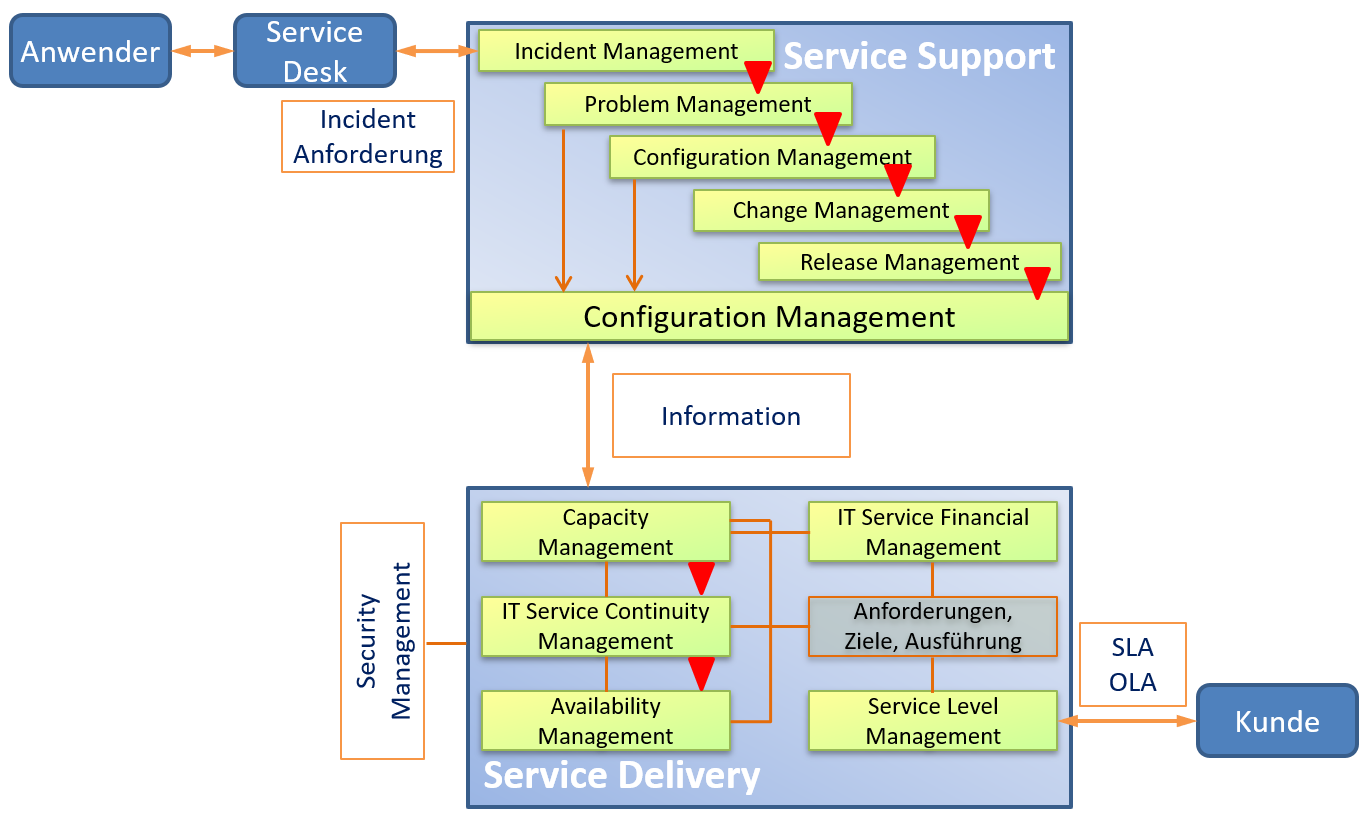 Anwender
Service
Desk
Incident
Anforderung
Service Support
Incident Management
Problem Management
Configuration Management
Change Management
Release Management
Configuration Management
Information
Security
Management
Capacity
Management
IT Service Financial
Management
IT Service Continuity
Management
Anforderungen,
Ziele, Ausführung
Availability
Management
Service Level
Management
Service Delivery
SLA
OLA
Kunde